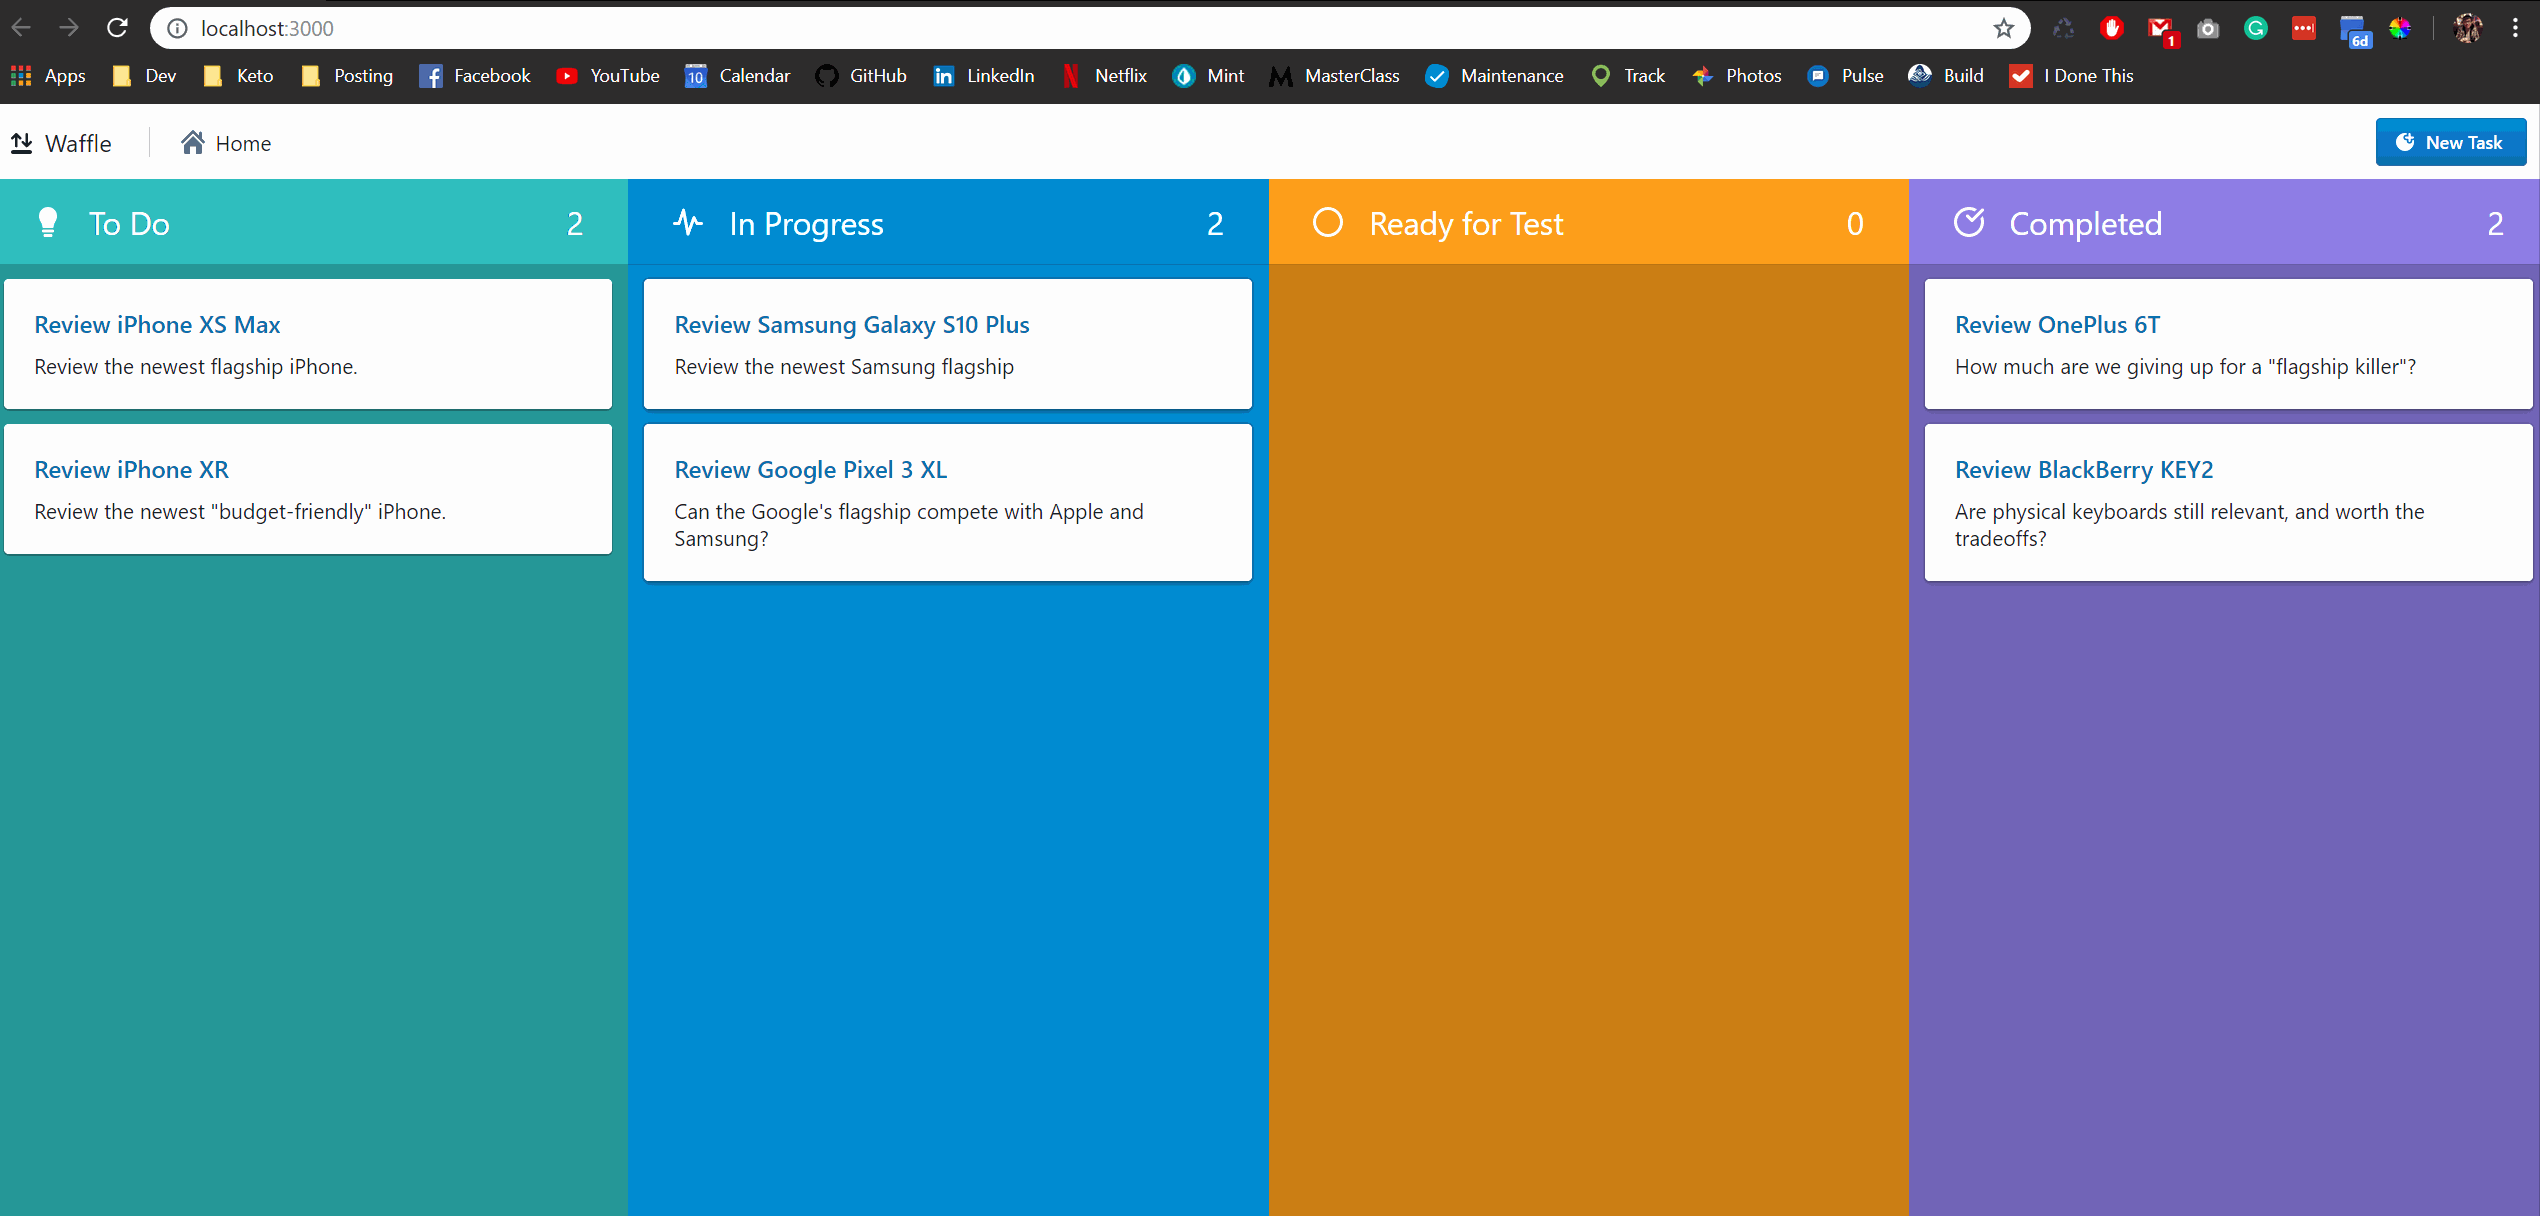 localhost:3000
1
6d
Apps Dev Keto Posting Facebook YouTube 10 Calendar GitHub LinkedIn Netflix Mint MasterClass Maintenance Track Photos Pulse Build I Done This
Waffle Home New Task
To Do 2
Review iPhone XS Max
Review the newest flagship iPhone.
Review iPhone XR
Review the newest "budget-friendly" iPhone.
In Progress 2
Review Samsung Galaxy S10 Plus
Review the newest Samsung flagship
Review Google Pixel 3 XL
Can the Google's flagship compete with Apple and
Samsung?
Ready for Test 0
Completed 2
Review OnePlus 6T
How much are we giving up for a "flagship killer"?
Review BlackBerry KEY2
Are physical keyboards still relevant, and worth the
tradeoffs?